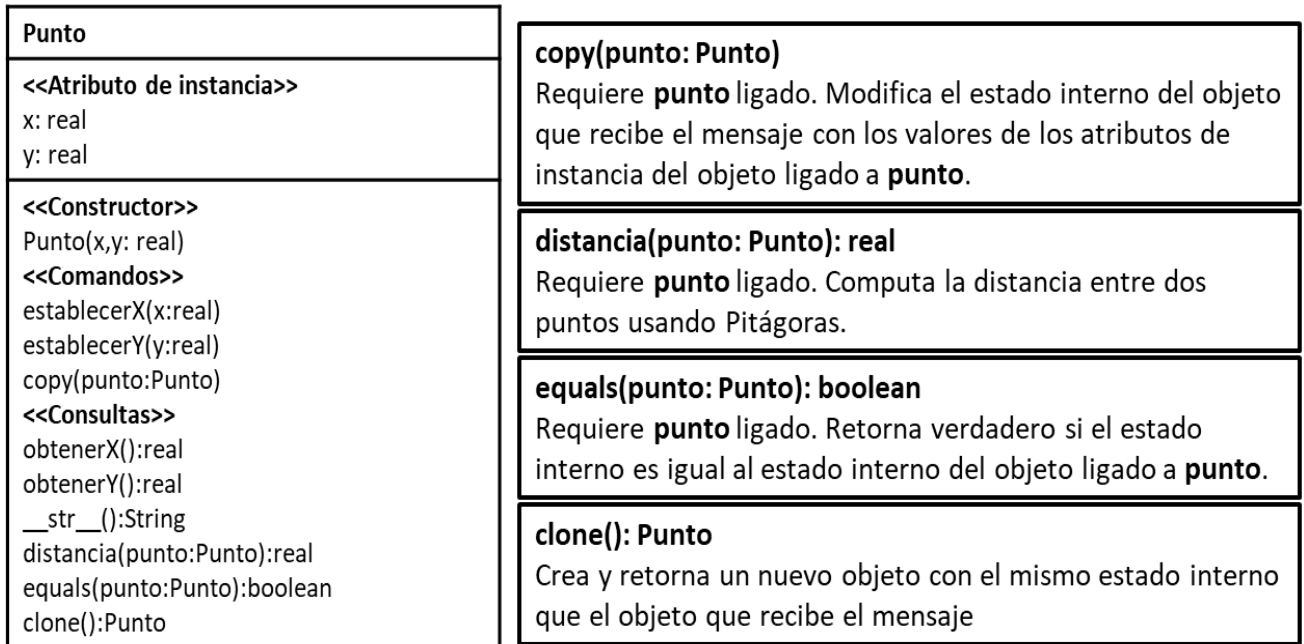 Punto
<<Atributo de instancia>>
x: real
y: real
<<Constructor>>
Punto(x,y: real)
<<Comandos>>
establecerX(x:real)
establecerY(y:real)
copy(punto:Punto)
<<Consultas>>
obtenerX():real
obtenerY():real
__str__():String
distancia(punto:Punto):real
equals(punto:Punto):boolean
clone():Punto
copy(punto: Punto)
Requiere punto ligado. Modifica el estado interno del objeto
que recibe el mensaje con los valores de los atributos de
instancia del objeto ligado a punto.
distancia(punto: Punto): real
Requiere punto ligado. Computa la distancia entre dos
puntos usando Pitágoras.
equals(punto: Punto): boolean
Requiere punto ligado. Retorna verdadero si el estado
interno es igual al estado interno del objeto ligado a punto.
clone(): Punto
Crea y retorna un nuevo objeto con el mismo estado interno
que el objeto que recibe el mensaje